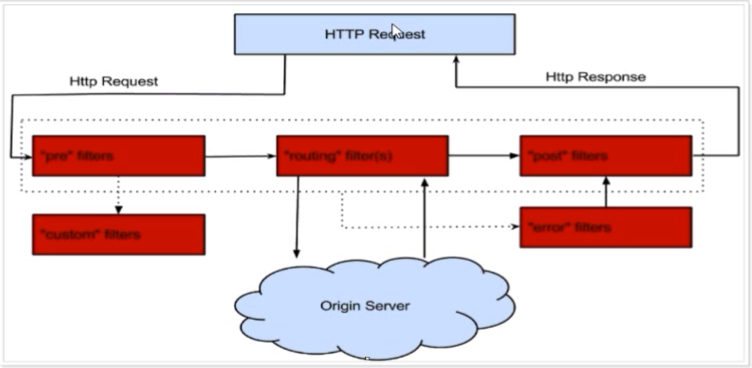 HTTP Request
Http Request
Http Response
"pre" filters
"routing" filter(s)
"post" filters
"custom" filters
"error" filters
Origin Server